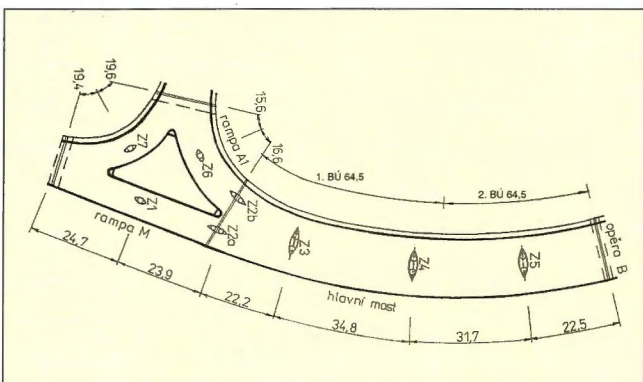 19,4
19,6
15,6
16,6
rampa A1
1. BÚ 64,5
2. BÚ 64,5
Z7
Z6
Z1
rampa M
Z2a
Z2b
Z3
Z4
Z5
opěra B
hlavní most
24,7
23,9
22,2
34,8
31,7
22,5